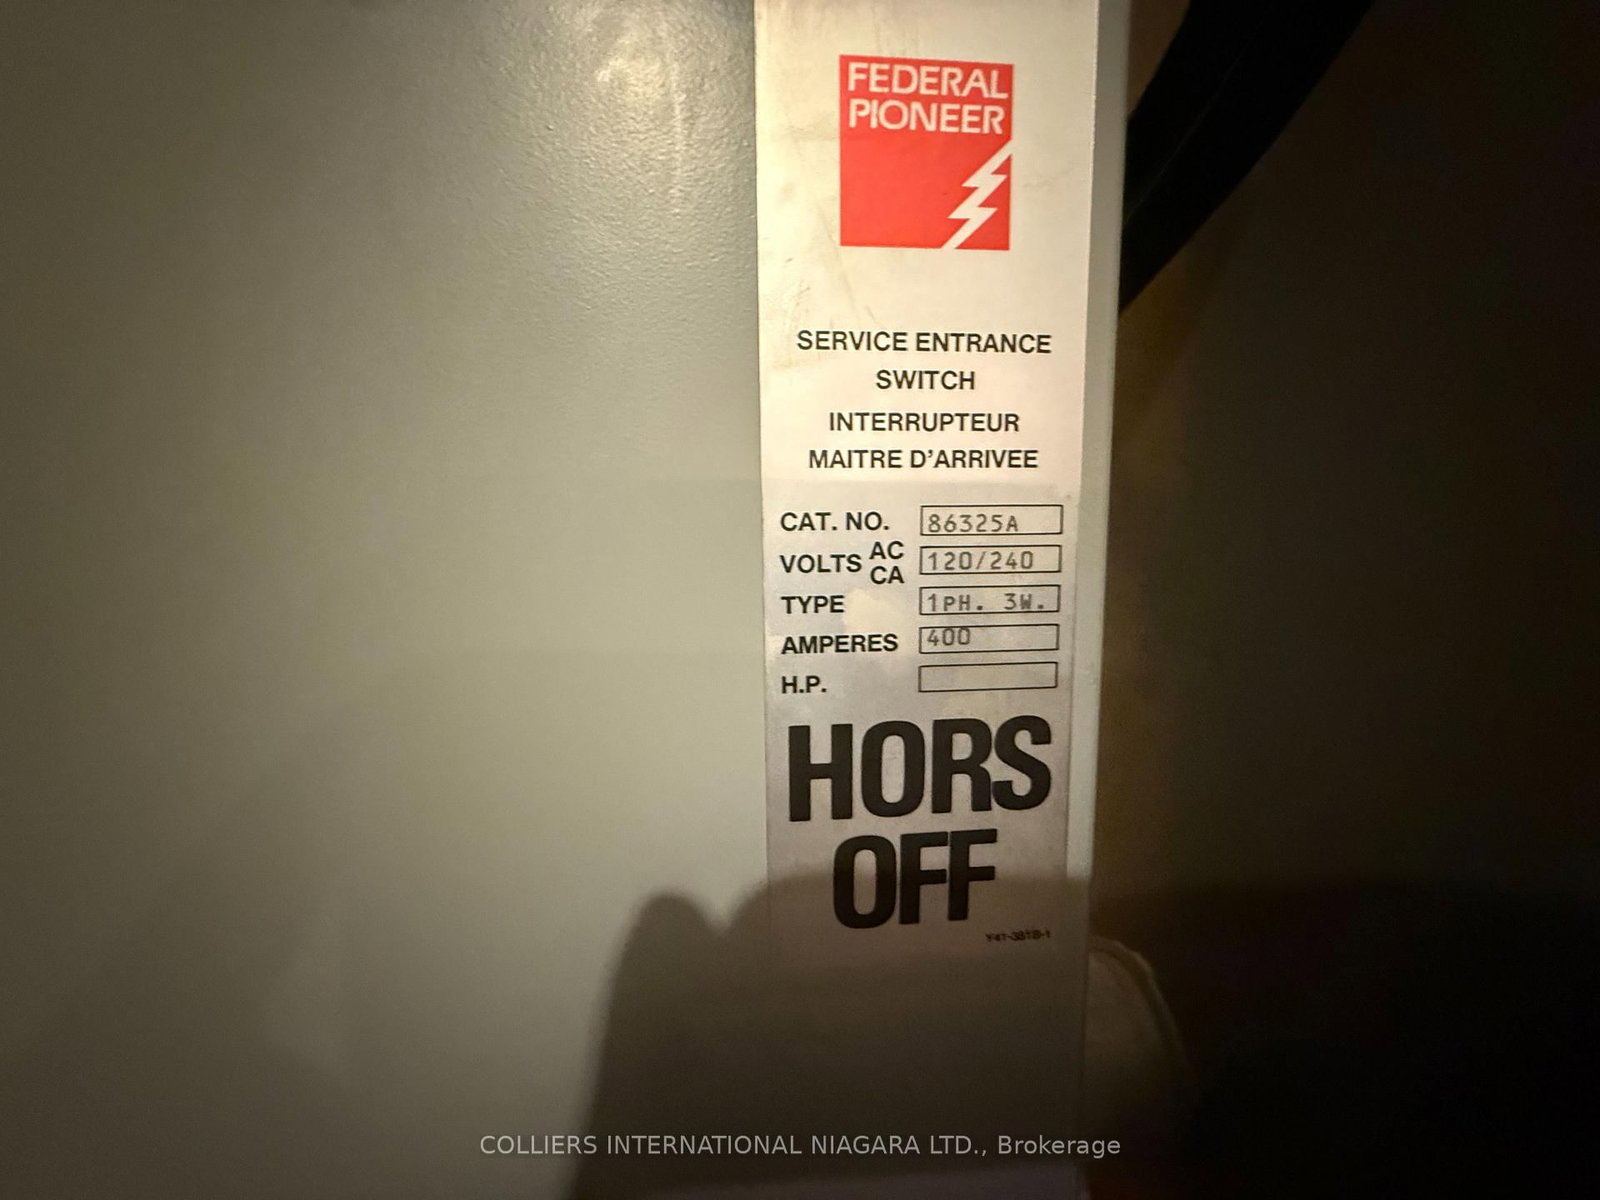 FEDERAL
PIONEER
SERVICE ENTRANCE
SWITCH
INTERRUPTEUR
MAITRE D'ARRIVEE
CAT. NO. 86325A
VOLTS AC CA 120/240
TYPE 1PH. 3W.
AMPERES 400
H.P.
HORS
OFF
COLLIERS INTERNATIONAL NIAGARA LTD., Brokerage